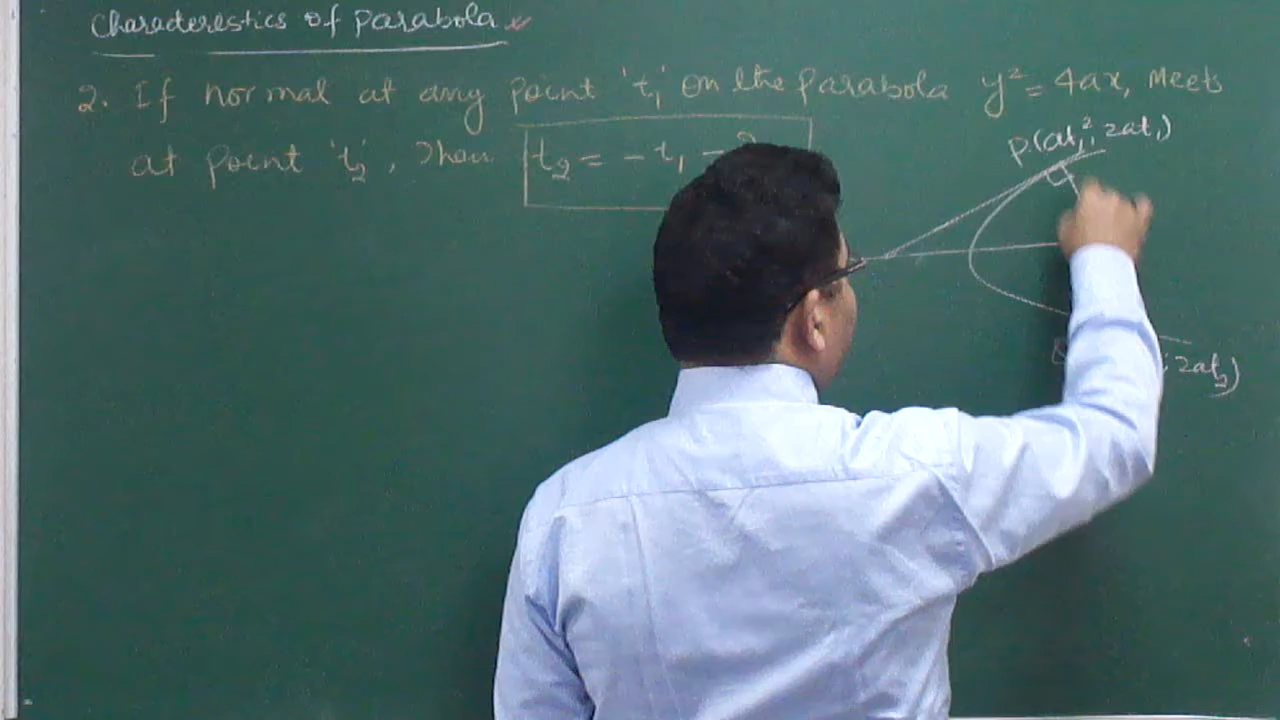 Characterestics of Parabola
2. If normal at any point 't₁' on the Parabola y² = 4ax, Meets
at point 't₂', Then t₂ = -t₁ -
P(at₁², 2at₁)
2at₂)